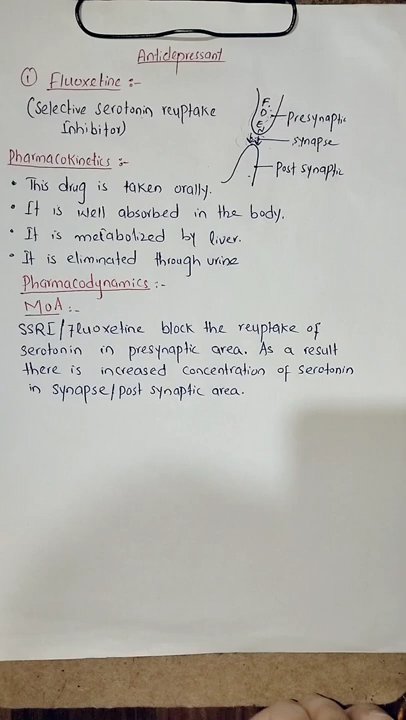 Antidepressant
① Fluoxetine :-
(Selective serotonin reuptake
Inhibitor)
Presynaptic
synapse
Post synaptic
Pharmacokinetics :-
• This drug is taken orally.
• It is well absorbed in the body.
• It is metabolized by liver.
• It is eliminated through urine
Pharmacodynamics :-
MOA :-
SSRI/Fluoxetine block the reuptake of
serotonin in presynaptic area. As a result
there is increased concentration of serotonin
in synapse/post synaptic area.